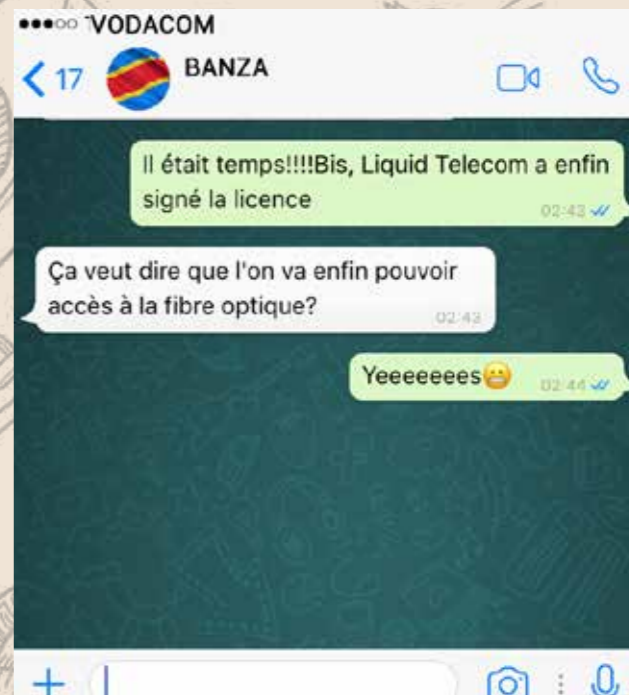 VODACOM
17 BANZA
Il était temps!!!!Bis, Liquid Telecom a enfin
signé la licence
02:43
Ça veut dire que l'on va enfin pouvoir
accès à la fibre optique?
02:43
Yeeeeeees😬 02:44